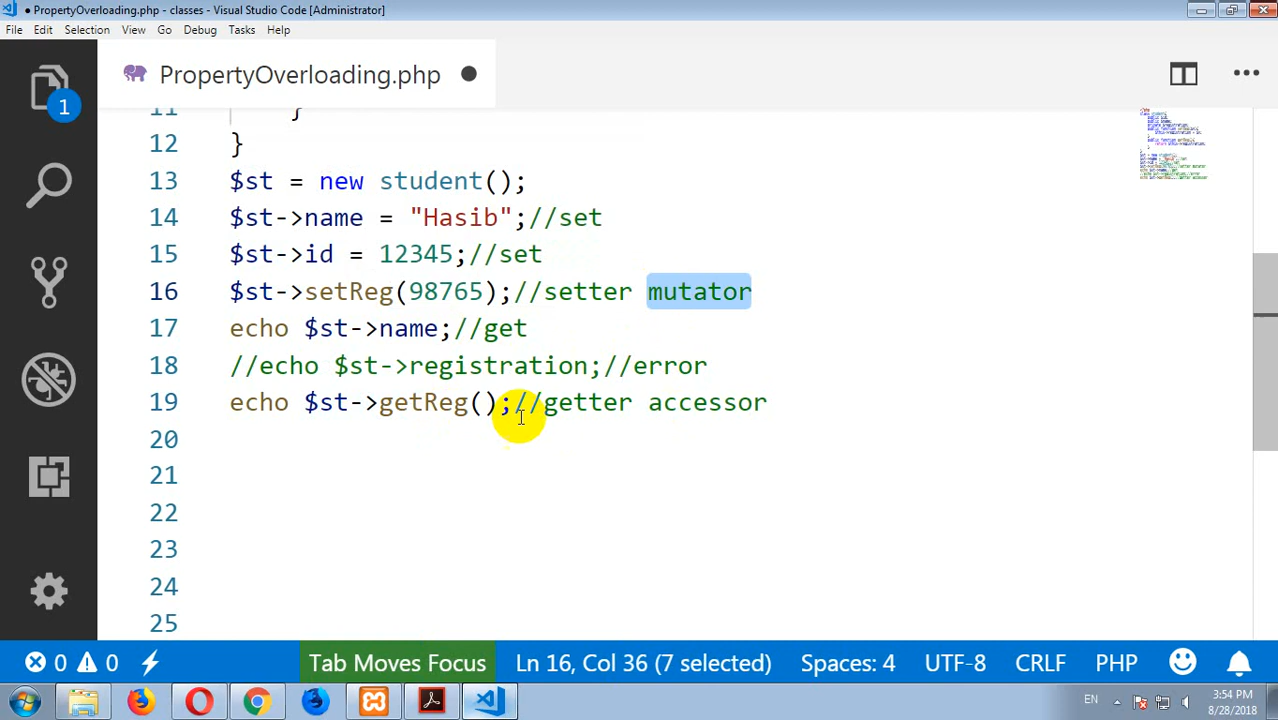 PropertyOverloading.php - classes - Visual Studio Code [Administrator]
File Edit Selection View Go Debug Tasks Help
1
PropertyOverloading.php
11 }
12 }
13 $st = new student();
14 $st->name = "Hasib";//set
15 $st->id = 12345;//set
16 $st->setReg(98765);//setter mutator
17 echo $st->name;//get
18 //echo $st->registration;//error
19 echo $st->getReg();//getter accessor
20
21
22
23
24
25
0 0 Tab Moves Focus Ln 16, Col 36 (7 selected) Spaces: 4 UTF-8 CRLF PHP
EN 3:54 PM
8/28/2018